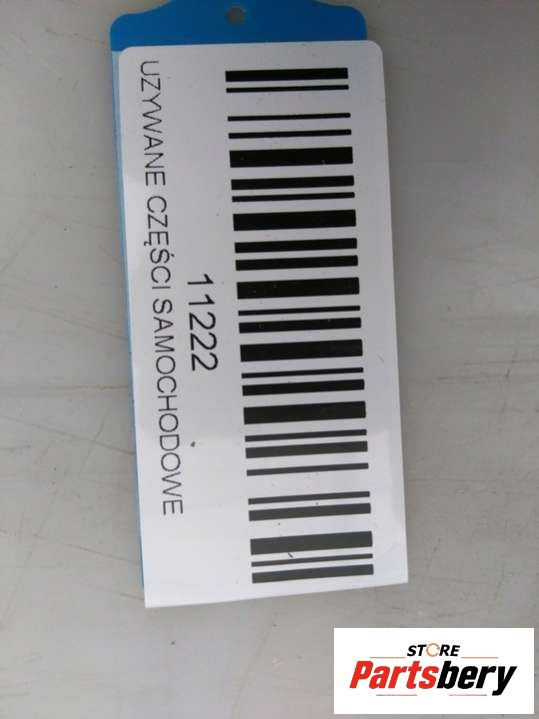 11222
UZYWANE CZĘŚCI SAMOCHODOWE
STORE
Partsbery